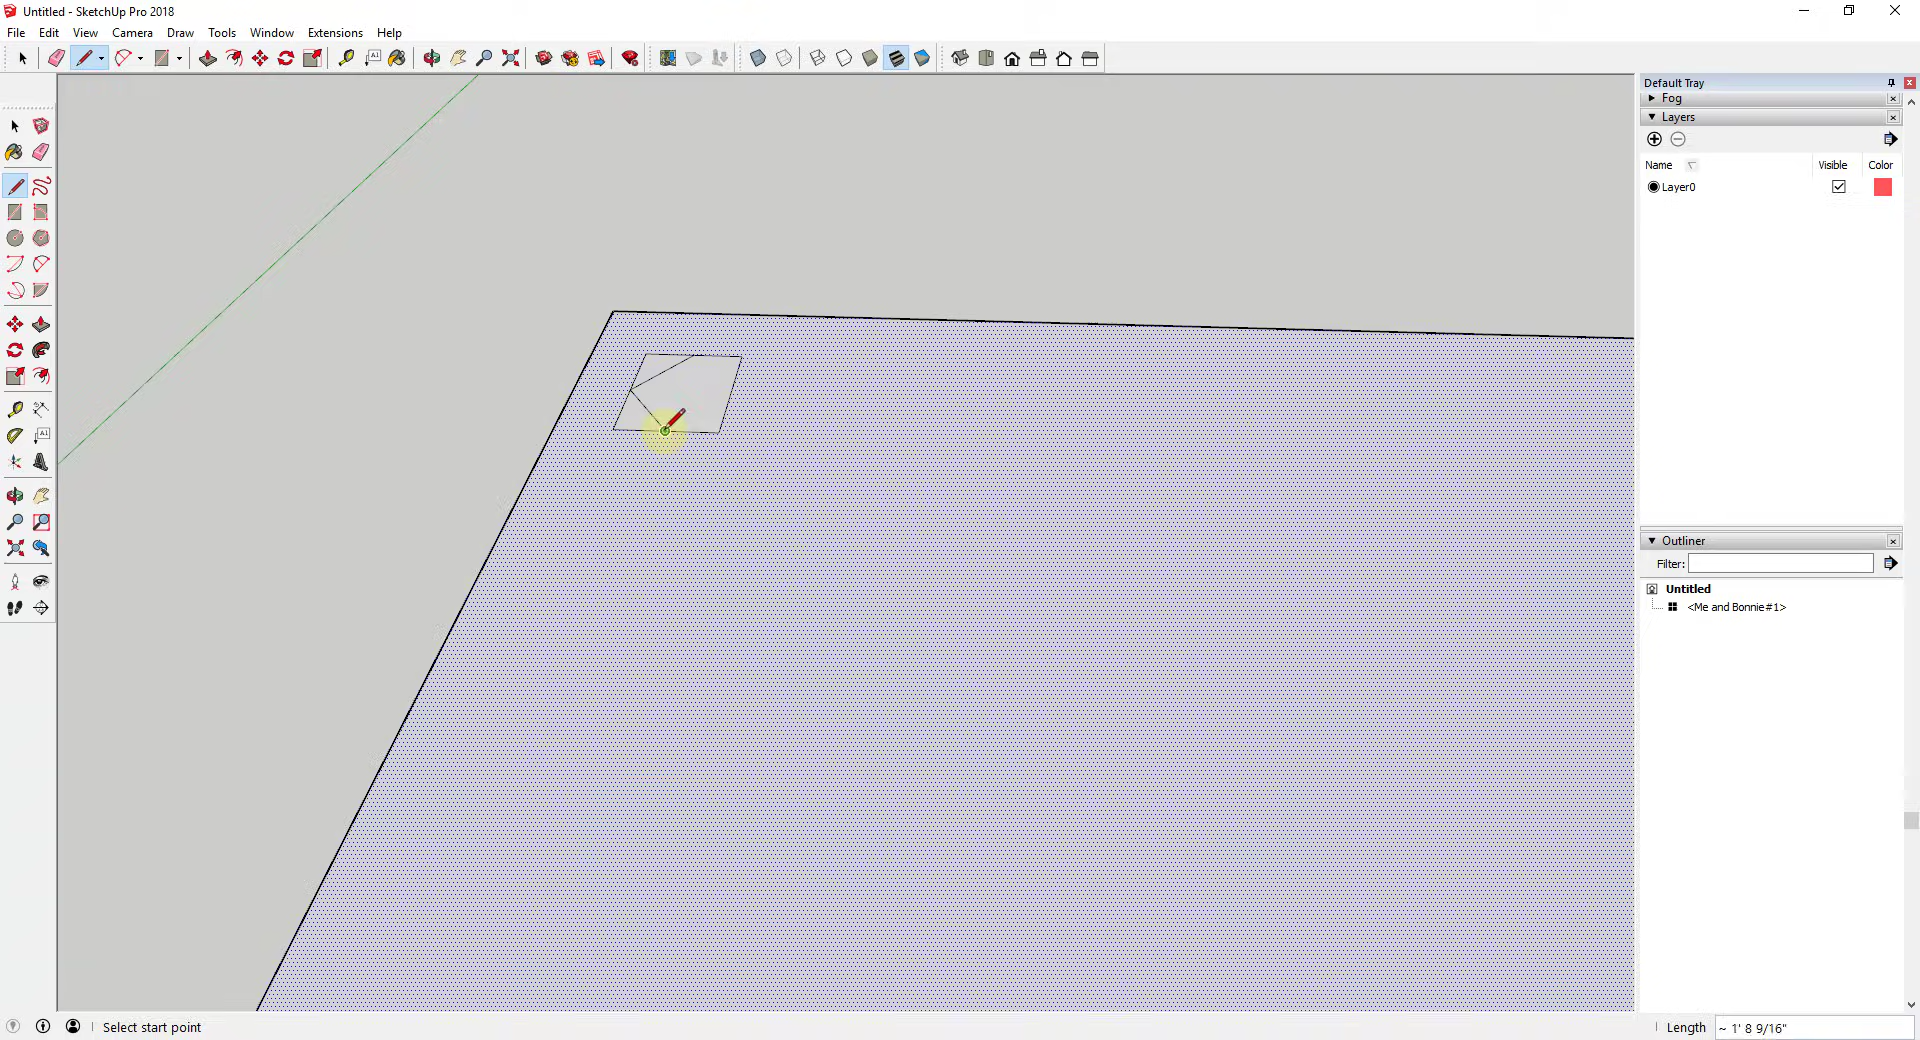 Untitled - SketchUp Pro 2018
File Edit View Camera Draw Tools Window Extensions Help
Default Tray
Fog
Layers
Name Visible Color
Layer0
Outliner
Filter:
Untitled
<Me and Bonnie#1>
Select start point
Length ~ 1' 8 9/16"